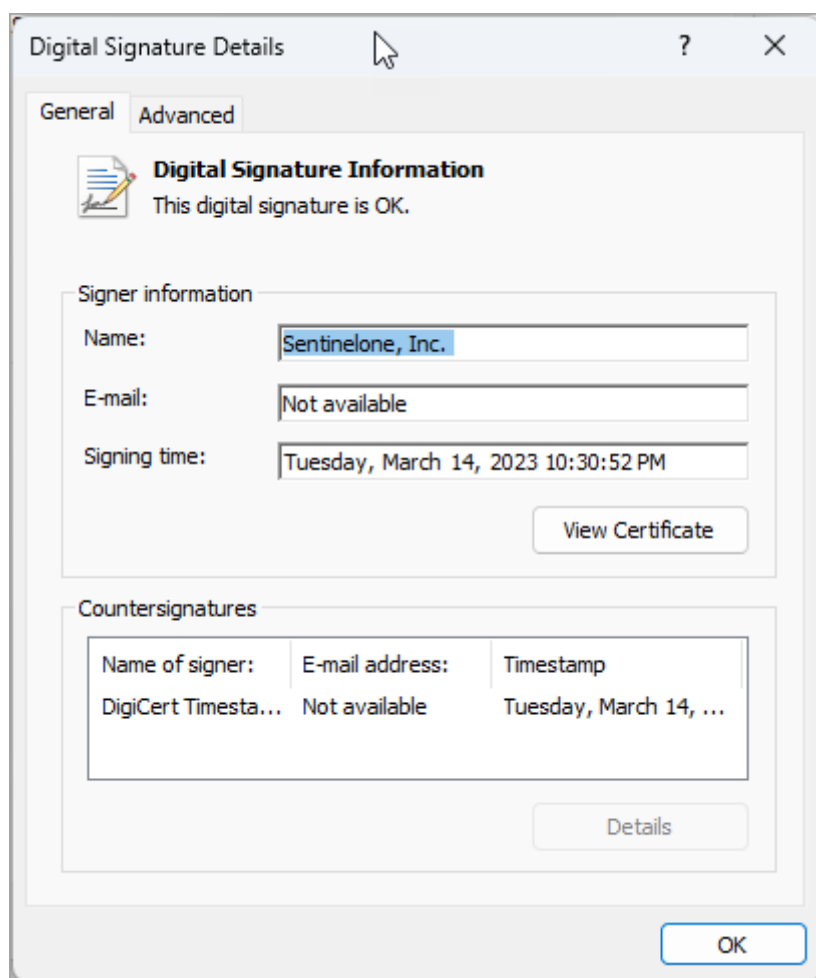 Digital Signature Details ?
General Advanced
Digital Signature Information
This digital signature is OK.
Signer information
Name: Sentinelone, Inc.
E-mail: Not available
Signing time: Tuesday, March 14, 2023 10:30:52 PM
View Certificate
Countersignatures
Name of signer: E-mail address: Timestamp
DigiCert Timesta... Not available Tuesday, March 14, ...
Details
OK